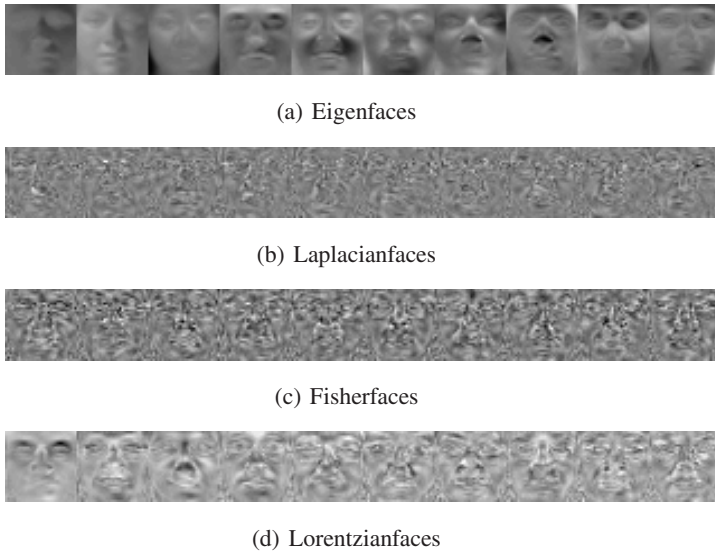 (a) Eigenfaces
(b) Laplacianfaces
(c) Fisherfaces
(d) Lorentzianfaces